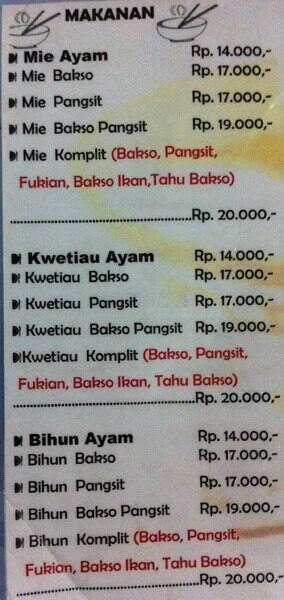 MAKANAN
Mie Ayam Rp. 14.000,-
Mie Bakso Rp. 17.000,-
Mie Pangsit Rp. 17.000,-
Mie Bakso Pangsit Rp. 19.000,-
Mie Komplit (Bakso, Pangsit,
Fukian, Bakso Ikan,Tahu Bakso)
..........................................Rp. 20.000,-
Kwetiau Ayam Rp. 14.000,-
Kwetiau Bakso Rp. 17.000,-
Kwetiau Pangsit Rp. 17.000,-
Kwetiau Bakso Pangsit Rp. 19.000,-
Kwetiau Komplit (Bakso, Pangsit,
Fukian, Bakso Ikan, Tahu Bakso)
..........................................Rp. 20.000,-
Bihun Ayam Rp. 14.000,-
Bihun Bakso Rp. 17.000,-
Bihun Pangsit Rp. 17.000,-
Bihun Bakso Pangsit Rp. 19.000,-
Bihun Komplit (Bakso, Pangsit,
Fukian, Bakso Ikan, Tahu Bakso)
..........................................Rp. 20.000,-